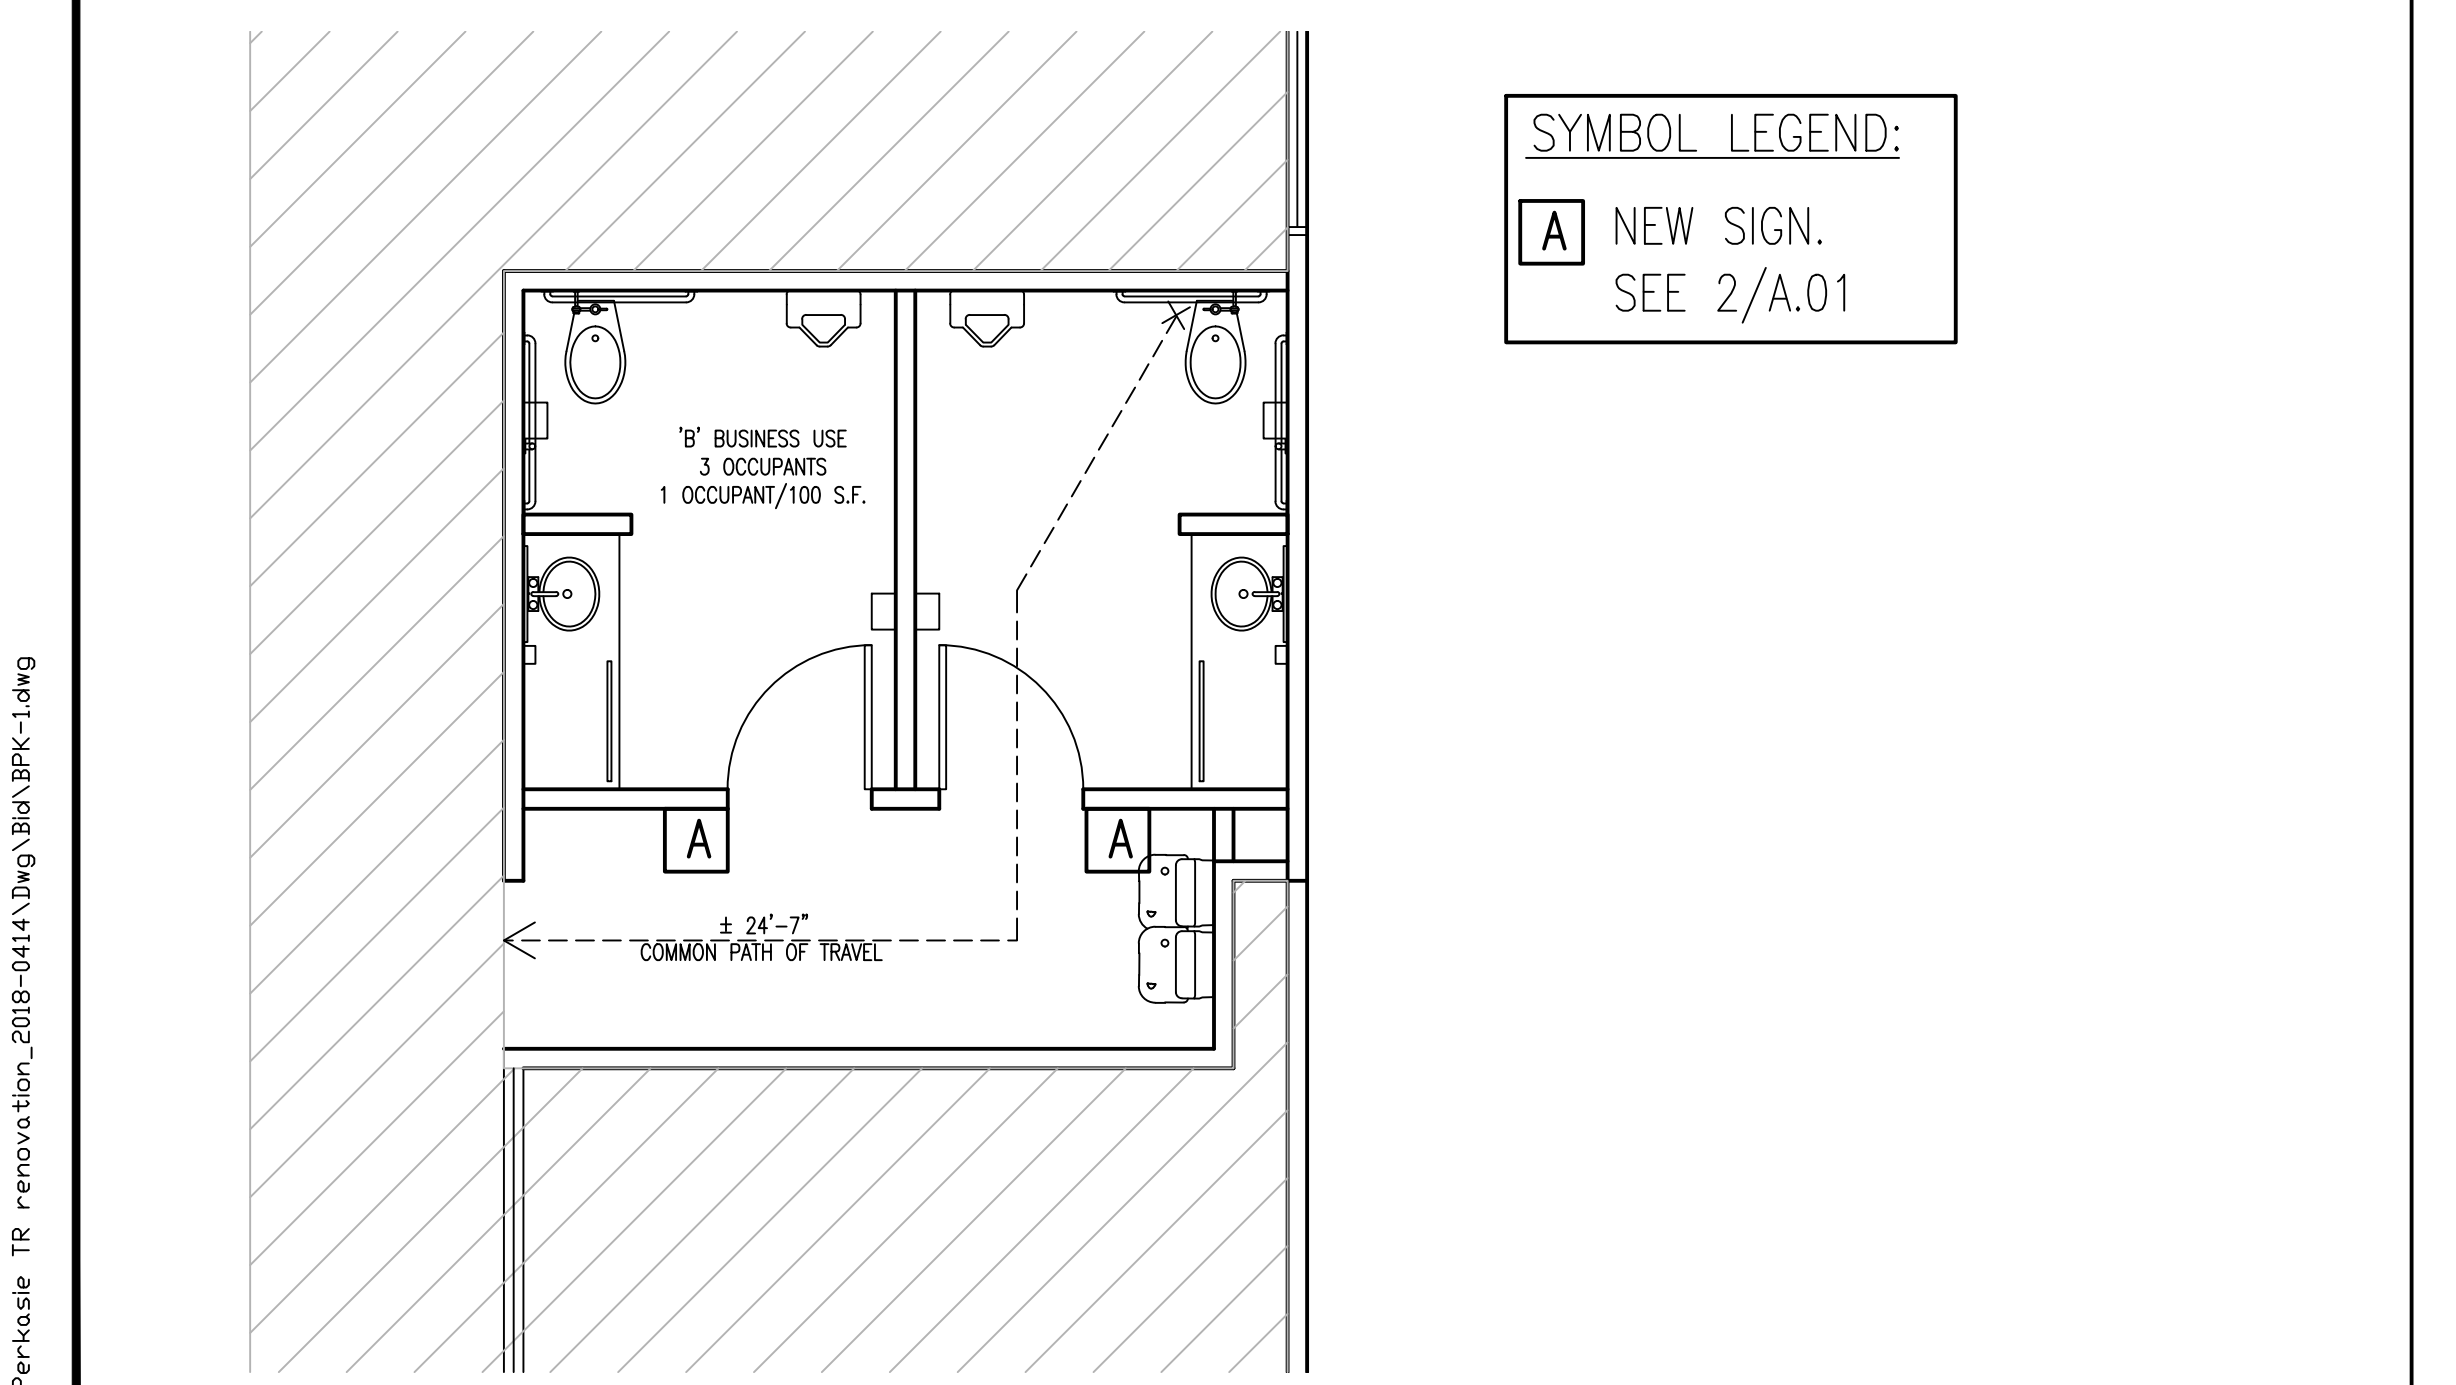 SYMBOL LEGEND:
A NEW SIGN.
SEE 2/A.01
'B' BUSINESS USE
3 OCCUPANTS
1 OCCUPANT/100 S.F.
A
A
± 24'-7"
COMMON PATH OF TRAVEL
Perkasie TR renovation_2018-0414\Dwg\Bid\BPK-1.dwg